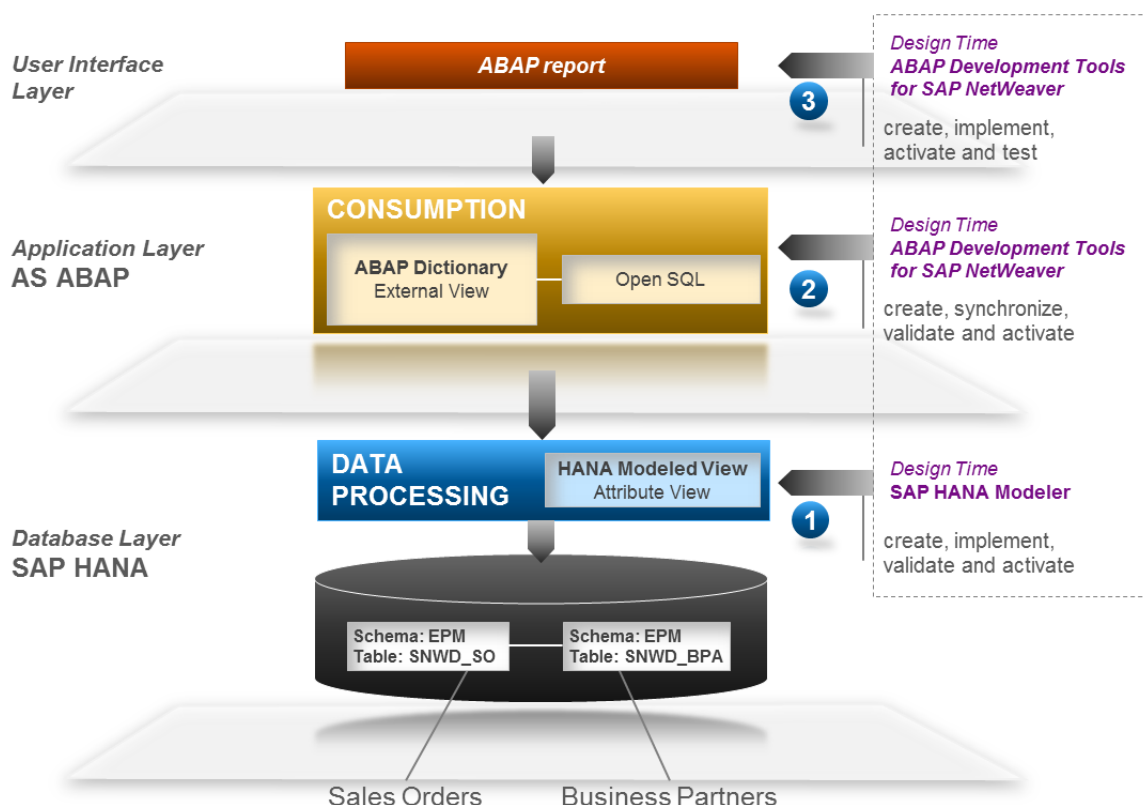 User Interface
Layer
ABAP report
3
Design Time
ABAP Development Tools
for SAP NetWeaver
create, implement,
activate and test
Application Layer
AS ABAP
CONSUMPTION
ABAP Dictionary
External View
Open SQL
2
Design Time
ABAP Development Tools
for SAP NetWeaver
create, synchronize,
validate and activate
Database Layer
SAP HANA
DATA
PROCESSING
HANA Modeled View
Attribute View
1
Design Time
SAP HANA Modeler
create, implement,
validate and activate
Schema: EPM
Table: SNWD_SO
Schema: EPM
Table: SNWD_BPA
Sales Orders
Business Partners